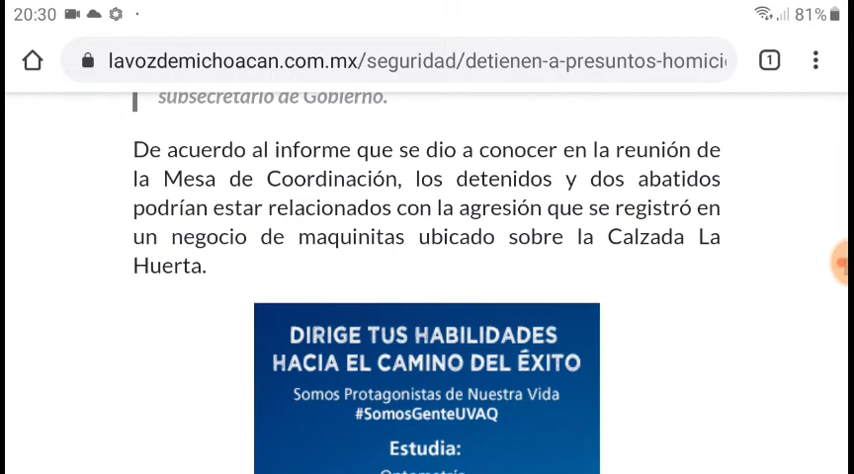 20:30
81%
lavozdemichoacan.com.mx/seguridad/detienen-a-presuntos-homici
1
subsecretario de Gobierno.
De acuerdo al informe que se dio a conocer en la reunión de
la Mesa de Coordinación, los detenidos y dos abatidos
podrían estar relacionados con la agresión que se registró en
un negocio de maquinitas ubicado sobre la Calzada La
Huerta.
DIRIGE TUS HABILIDADES
HACIA EL CAMINO DEL ÉXITO
Somos Protagonistas de Nuestra Vida
#SomosGenteUVAQ
Estudia:
Optometría